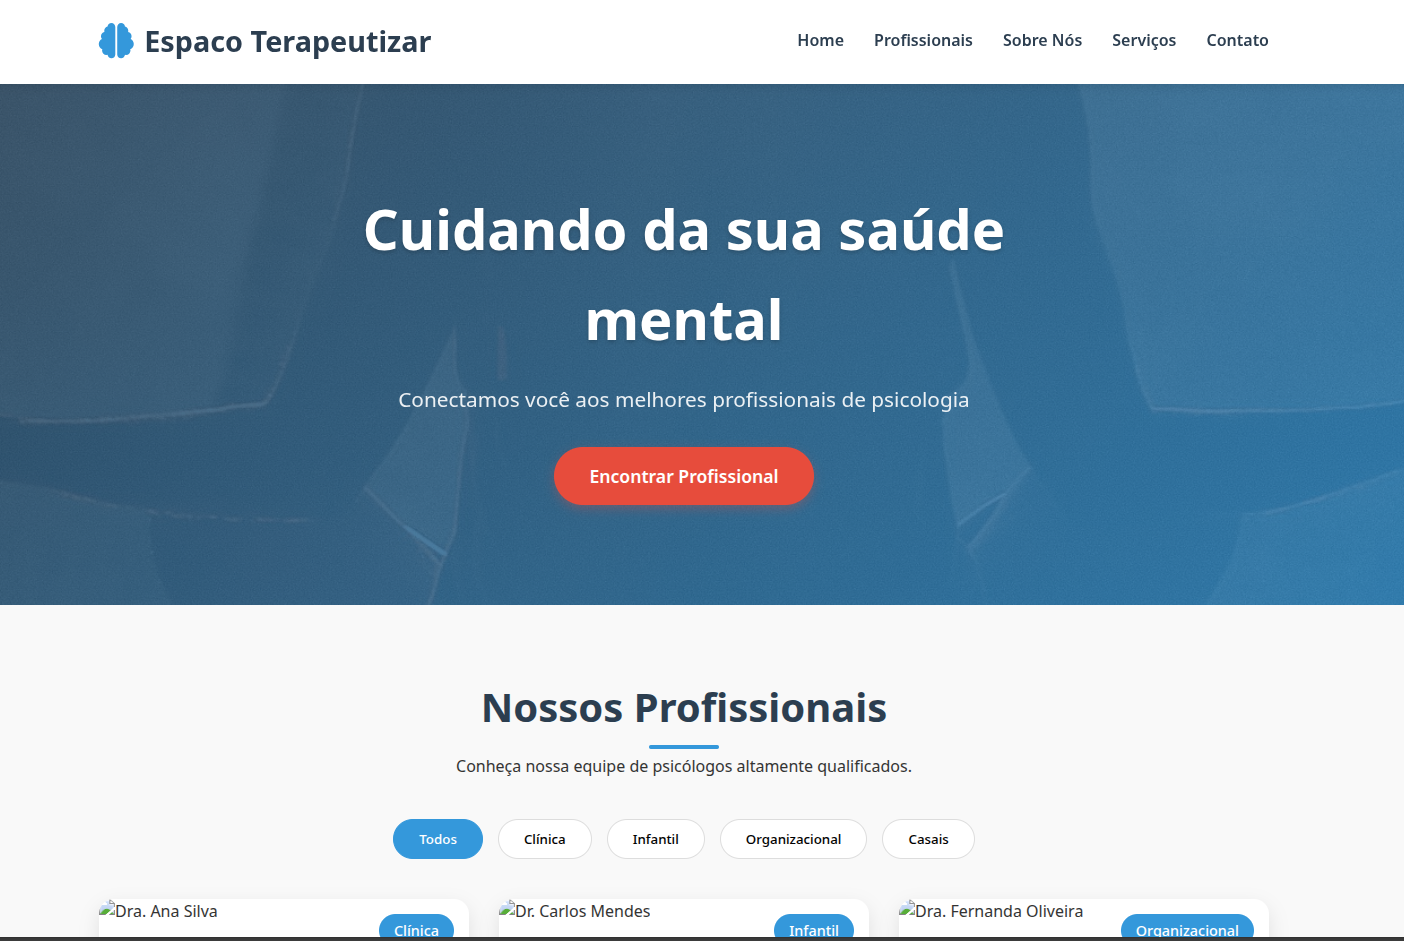 Espaco Terapeutizar
Home Profissionais Sobre Nós Serviços Contato
Cuidando da sua saúde
mental
Conectamos você aos melhores profissionais de psicologia
Encontrar Profissional
Nossos Profissionais
Conheça nossa equipe de psicólogos altamente qualificados.
Todos Clínica Infantil Organizacional Casais
Dra. Ana Silva
Clínica
Dr. Carlos Mendes
Infantil
Dra. Fernanda Oliveira
Organizacional